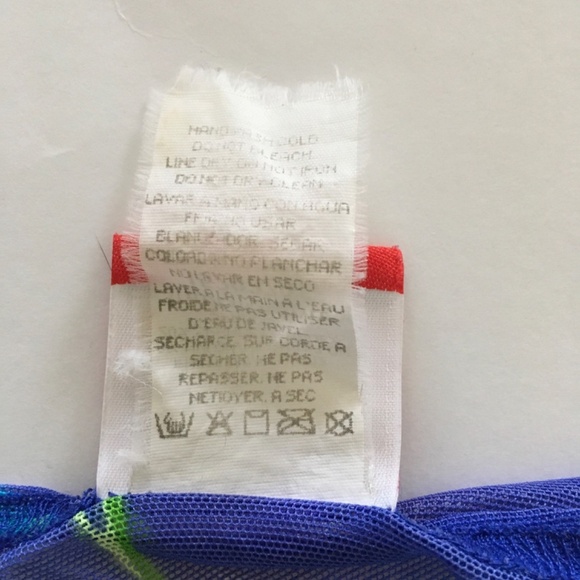 HAND WASH COLD
DO NOT BLEACH
LINE DRY DO NOT IRON
DO NOT DRY CLEAN
LAVAR A MANO CON AGUA
FRIA NO USAR
BLANQUEADOR. SECAR
COLGADO NO PLANCHAR
NO LAVAR EN SECO
LAVER A LA MAIN A L'EAU
FROIDE NE PAS UTILISER
D'EAU DE JAVEL
SECHARGE. SUR CORDE A
SECHER. NE PAS
REPASSER. NE PAS
NETTOYER. A SEC